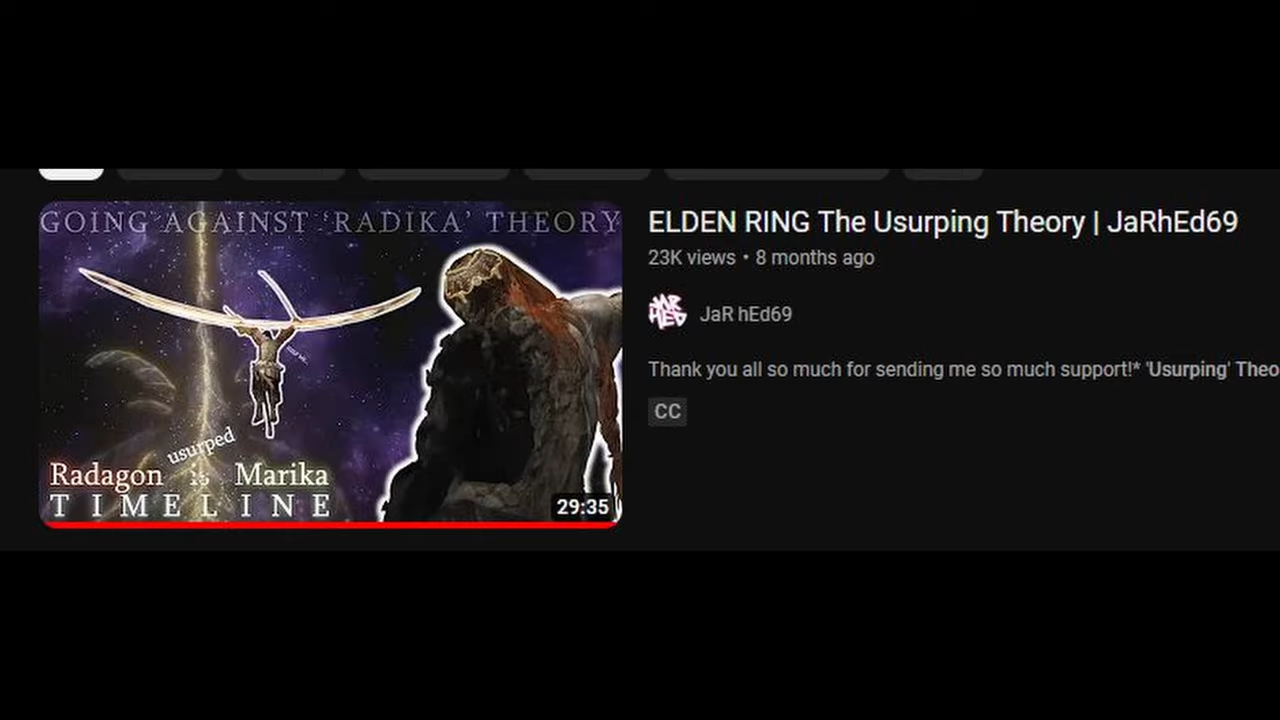 GOING AGAINST 'RADIKA' THEORY
usurped
Radagon is Marika
TIMELINE
29:35
ELDEN RING The Usurping Theory | JaRhEd69
23K views • 8 months ago
JAR HED
JaR hEd69
Thank you all so much for sending me so much support!* 'Usurping' Theo
CC